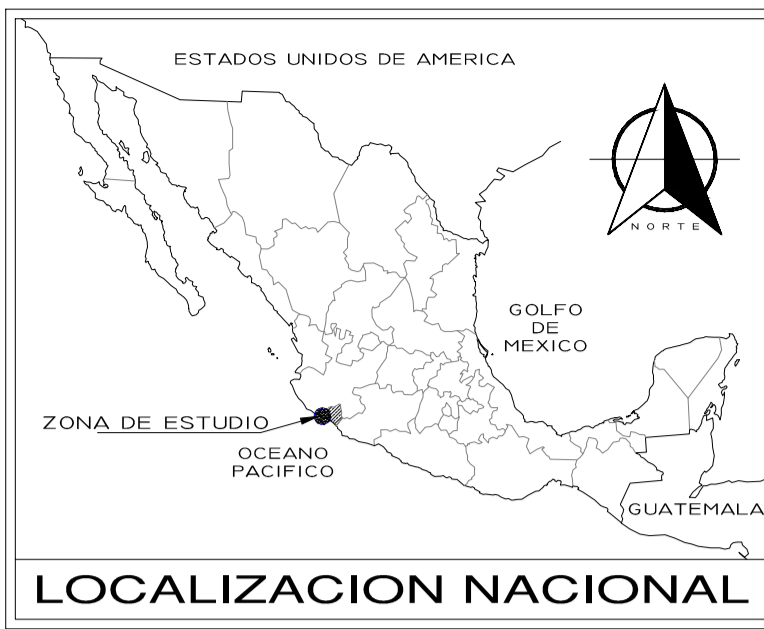 ESTADOS UNIDOS DE AMERICA
NORTE
GOLFO
DE
MEXICO
ZONA DE ESTUDIO
OCEANO
PACIFICO
GUATEMALA
LOCALIZACION NACIONAL